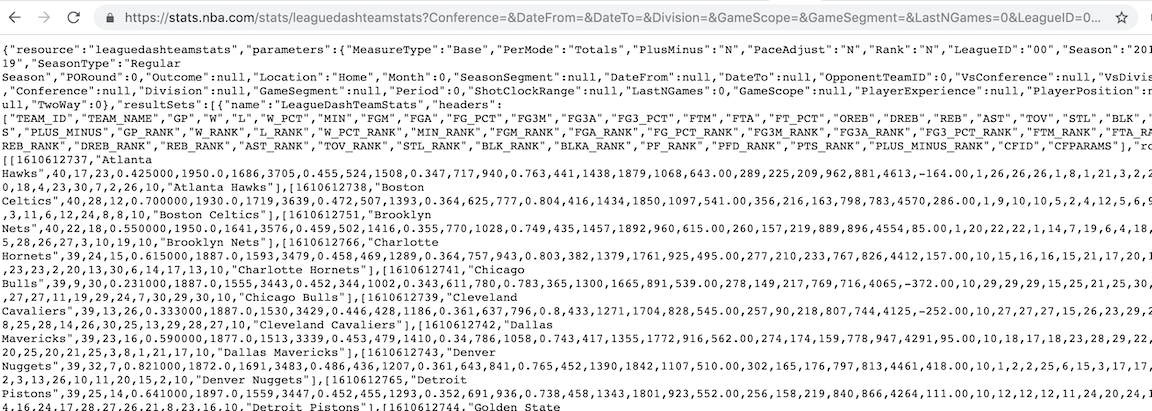 https://stats.nba.com/stats/leaguedashteamstats?Conference=&DateFrom=&DateTo=&Division=&GameScope=&GameSegment=&LastNGames=0&LeagueID=0...
{"resource":"leaguedashteamstats","parameters":{"MeasureType":"Base","PerMode":"Totals","PlusMinus":"N","PaceAdjust":"N","Rank":"N","LeagueID":"00","Season":"201
19","SeasonType":"Regular
Season","PORound":0,"Outcome":null,"Location":"Home","Month":0,"SeasonSegment":null,"DateFrom":null,"DateTo":null,"OpponentTeamID":0,"VsConference":null,"VsDivis
,"Conference":null,"Division":null,"GameSegment":null,"Period":0,"ShotClockRange":null,"LastNGames":0,"GameScope":null,"PlayerExperience":null,"PlayerPosition":n
ull,"TwoWay":0},"resultSets":[{"name":"LeagueDashTeamStats","headers":
["TEAM_ID","TEAM_NAME","GP","W","L","W_PCT","MIN","FGM","FGA","FG_PCT","FG3M","FG3A","FG3_PCT","FTM","FTA","FT_PCT","OREB","DREB","REB","AST","TOV","STL","BLK","
S","PLUS_MINUS","GP_RANK","W_RANK","L_RANK","W_PCT_RANK","MIN_RANK","FGM_RANK","FGA_RANK","FG_PCT_RANK","FG3M_RANK","FG3A_RANK","FG3_PCT_RANK","FTM_RANK","FTA_RA
REB_RANK","DREB_RANK","REB_RANK","AST_RANK","TOV_RANK","STL_RANK","BLK_RANK","BLKA_RANK","PF_RANK","PFD_RANK","PTS_RANK","PLUS_MINUS_RANK","CFID","CFPARAMS"],"ro
[[1610612737,"Atlanta
Hawks",40,17,23,0.425000,1950.0,1686,3705,0.455,524,1508,0.347,717,940,0.763,441,1438,1879,1068,643.00,289,225,209,962,881,4613,-164.00,1,26,26,26,1,8,1,21,3,2,2
0,18,4,23,30,7,2,26,10,"Atlanta Hawks"],[1610612738,"Boston
Celtics",40,28,12,0.700000,1930.0,1719,3639,0.472,507,1393,0.364,625,777,0.804,416,1434,1850,1097,541.00,356,216,163,798,783,4570,286.00,1,9,10,10,5,2,4,12,5,6,9
,3,11,6,12,24,8,8,10,"Boston Celtics"],[1610612751,"Brooklyn
Nets",40,22,18,0.550000,1950.0,1641,3576,0.459,502,1416,0.355,770,1028,0.749,435,1457,1892,960,615.00,260,157,219,889,896,4554,85.00,1,20,22,22,1,14,7,19,6,4,18,
5,28,26,27,3,10,19,10,"Brooklyn Nets"],[1610612766,"Charlotte
Hornets",39,24,15,0.615000,1887.0,1593,3479,0.458,469,1289,0.364,757,943,0.803,382,1379,1761,925,495.00,277,210,233,767,826,4412,157.00,10,15,16,16,15,21,17,20,1
,23,23,2,20,13,30,6,14,17,13,10,"Charlotte Hornets"],[1610612741,"Chicago
Bulls",39,9,30,0.231000,1887.0,1555,3443,0.452,344,1002,0.343,611,780,0.783,365,1300,1665,891,539.00,278,149,217,769,716,4065,-372.00,10,29,29,29,15,25,21,25,30,
,27,27,11,19,29,24,7,30,29,30,10,"Chicago Bulls"],[1610612739,"Cleveland
Cavaliers",39,13,26,0.333000,1887.0,1530,3429,0.446,428,1186,0.361,637,796,0.8,433,1271,1704,828,545.00,257,90,218,807,744,4125,-252.00,10,27,27,27,15,26,23,29,2
8,25,28,14,26,30,25,13,29,28,27,10,"Cleveland Cavaliers"],[1610612742,"Dallas
Mavericks",39,23,16,0.590000,1887.0,1513,3339,0.453,479,1410,0.34,786,1058,0.743,417,1355,1772,916,562.00,274,174,159,778,947,4291,95.00,10,18,17,18,23,28,29,22,
20,25,20,21,25,3,8,1,21,17,10,"Dallas Mavericks"],[1610612743,"Denver
Nuggets",39,32,7,0.821000,1872.0,1691,3483,0.486,436,1207,0.361,643,841,0.765,452,1390,1842,1107,510.00,302,165,176,797,813,4461,418.00,10,1,2,2,25,6,15,3,17,17,
2,3,13,26,10,11,20,15,2,10,"Denver Nuggets"],[1610612765,"Detroit
Pistons",39,25,14,0.641000,1897.0,1559,3447,0.452,455,1293,0.352,691,936,0.738,458,1343,1801,923,552.00,256,158,219,840,866,4264,111.00,10,12,12,12,11,24,20,24,1
4,16,24,17,28,27,26,21,8,23,16,10,"Detroit Pistons"],[1610612744,"Golden State